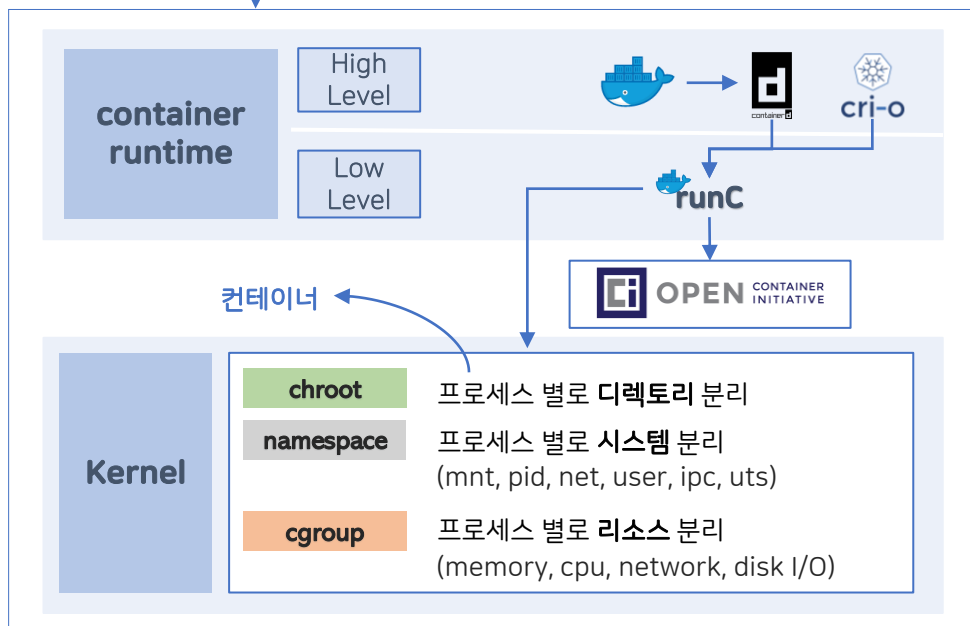 container
runtime
High
Level
container d
cri-o
Low
Level
runC
Ci OPEN CONTAINER
INITIATIVE
컨테이너
Kernel
chroot 프로세스 별로 디렉토리 분리
namespace 프로세스 별로 시스템 분리
(mnt, pid, net, user, ipc, uts)
cgroup 프로세스 별로 리소스 분리
(memory, cpu, network, disk I/O)